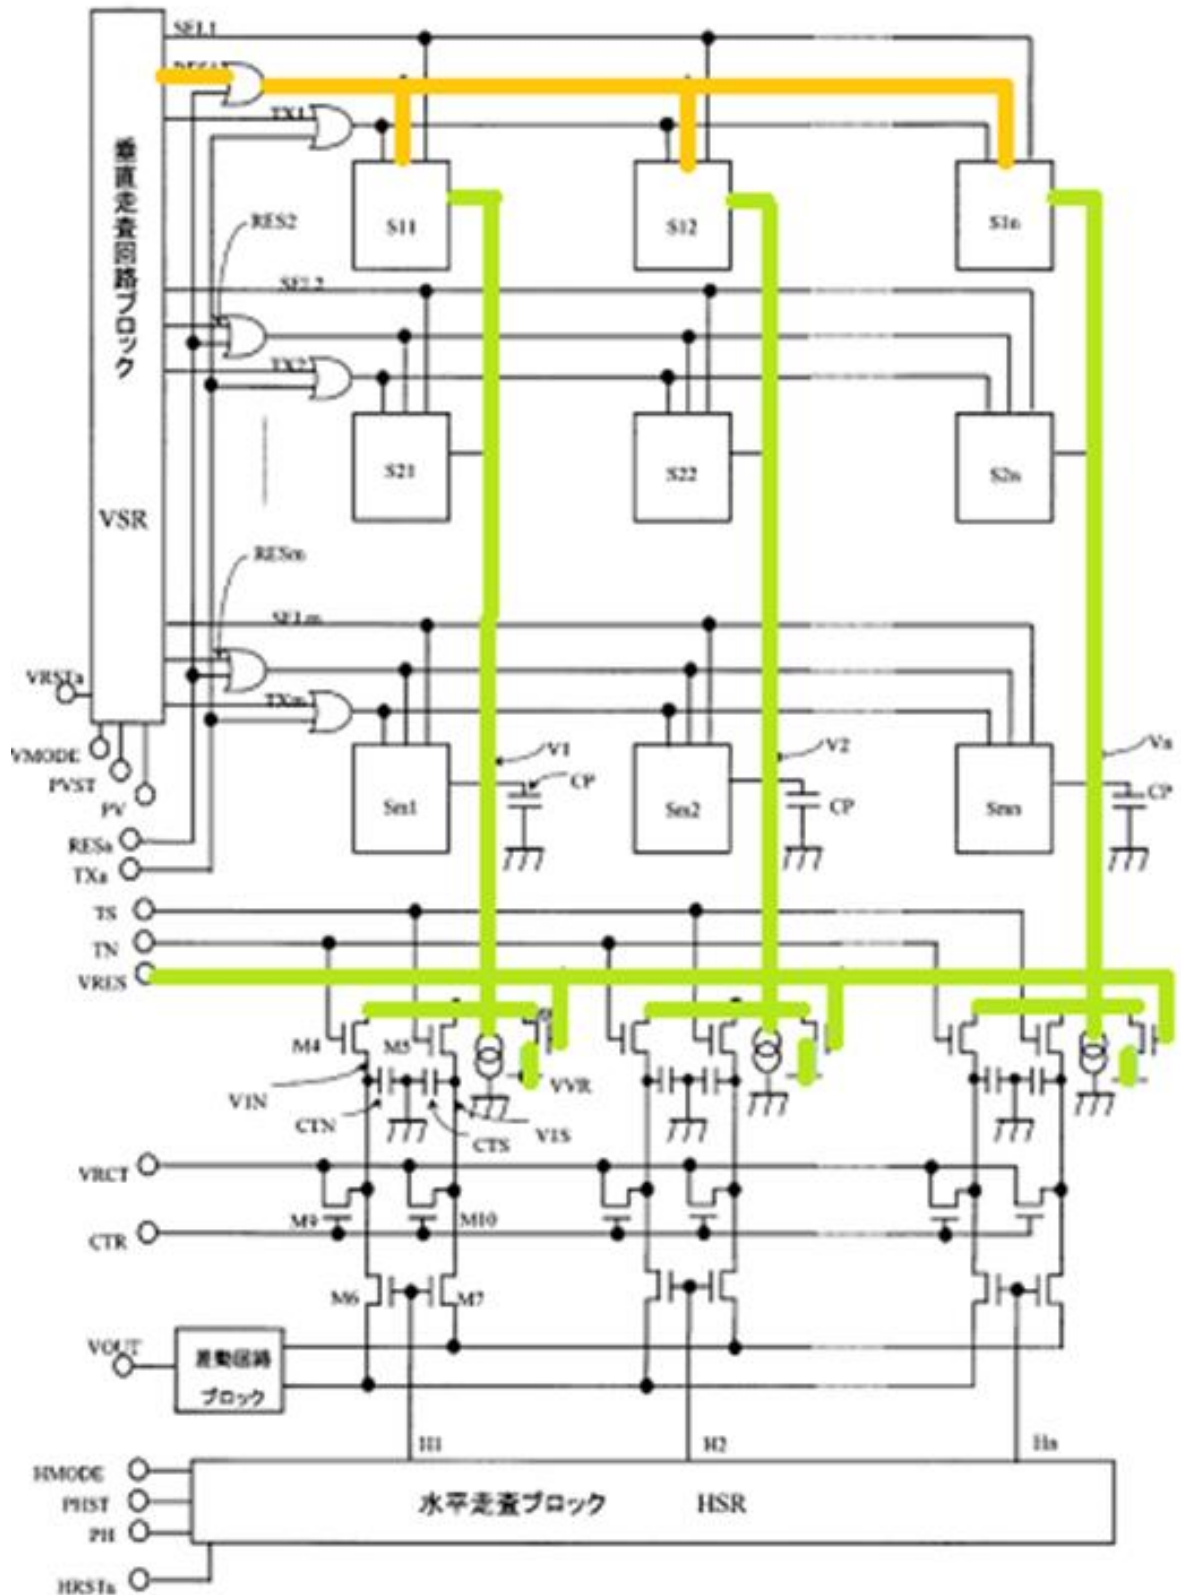 SEL1
TX1
垂直走査回路ブロック
S11
S12
S1n
RES2
SEL2
TX2
S21
S22
S2n
VSR
RESm
SELm
VRSTa
TXm
VMODE
V1
V2
Vn
PVST
CP
PV
Sm1
Sm2
CP
Smn
CP
RESa
TXa
TS
TN
VRES
M4
M5
VVR
V1N
CTN
CTS
V1S
VRCT
M9
M10
CTR
M6
M7
VOUT
差動回路
ブロック
H1
H2
Hn
HMODE
PHST
水平走査ブロック HSR
PH
HRSTa